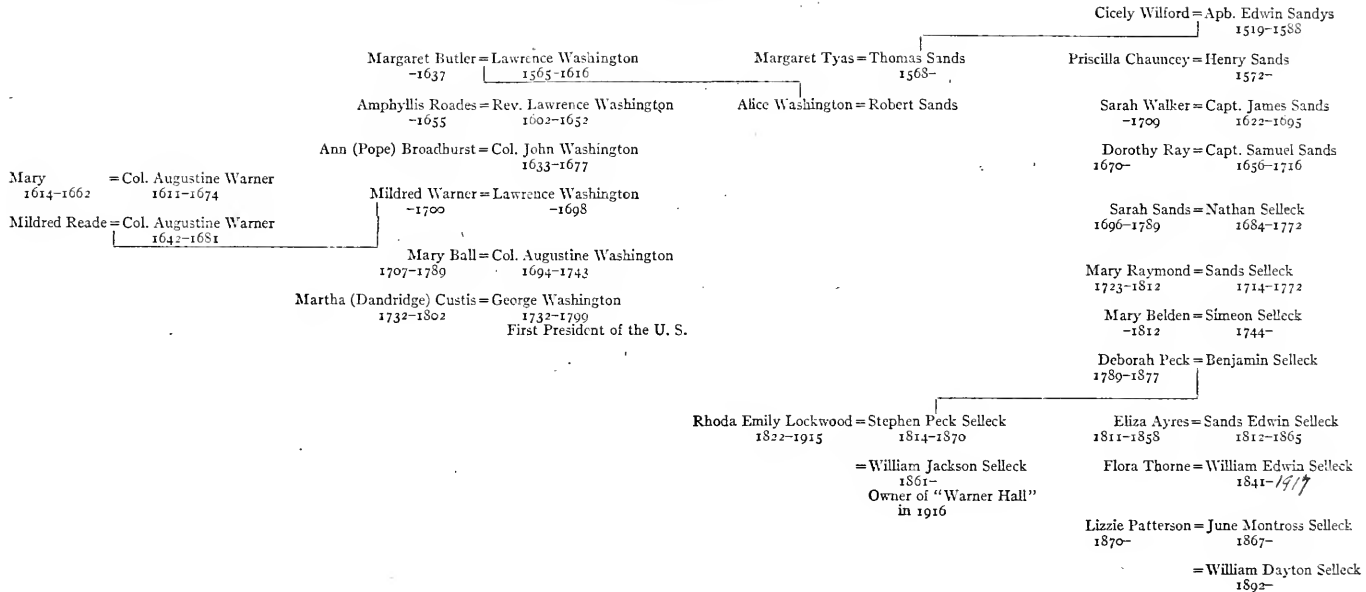 Cicely Wilford = Apb. Edwin Sandys
1519-1588
Margaret Butler = Lawrence Washington
-1637 1565-1616
Margaret Tyas = Thomas Sands
1568-
Priscilla Chauncey = Henry Sands
1572-
Amphyllis Roades = Rev. Lawrence Washington
-1655 1602-1652
Alice Washington = Robert Sands
Sarah Walker = Capt. James Sands
-1709 1622-1695
Ann (Pope) Broadhurst = Col. John Washington
1633-1677
Dorothy Ray = Capt. Samuel Sands
1670- 1656-1716
Mary = Col. Augustine Warner
1614-1662 1611-1674
Mildred Warner = Lawrence Washington
-1700 -1698
Sarah Sands = Nathan Selleck
1696-1789 1684-1772
Mildred Reade = Col. Augustine Warner
1642-1681
Mary Ball = Col. Augustine Washington
1707-1789 1694-1743
Mary Raymond = Sands Selleck
1723-1812 1714-1772
Martha (Dandridge) Custis = George Washington
1732-1802 1732-1799
First President of the U. S.
Mary Belden = Simeon Selleck
-1812 1744-
Deborah Peck = Benjamin Selleck
1789-1877
Rhoda Emily Lockwood = Stephen Peck Selleck
1822-1915 1814-1870
Eliza Ayres = Sands Edwin Selleck
1811-1858 1812-1865
= William Jackson Selleck
1861-
Owner of "Warner Hall"
in 1916
Flora Thorne = William Edwin Selleck
1841-1917
Lizzie Patterson = June Montross Selleck
1870- 1867-
= William Dayton Selleck
1892-